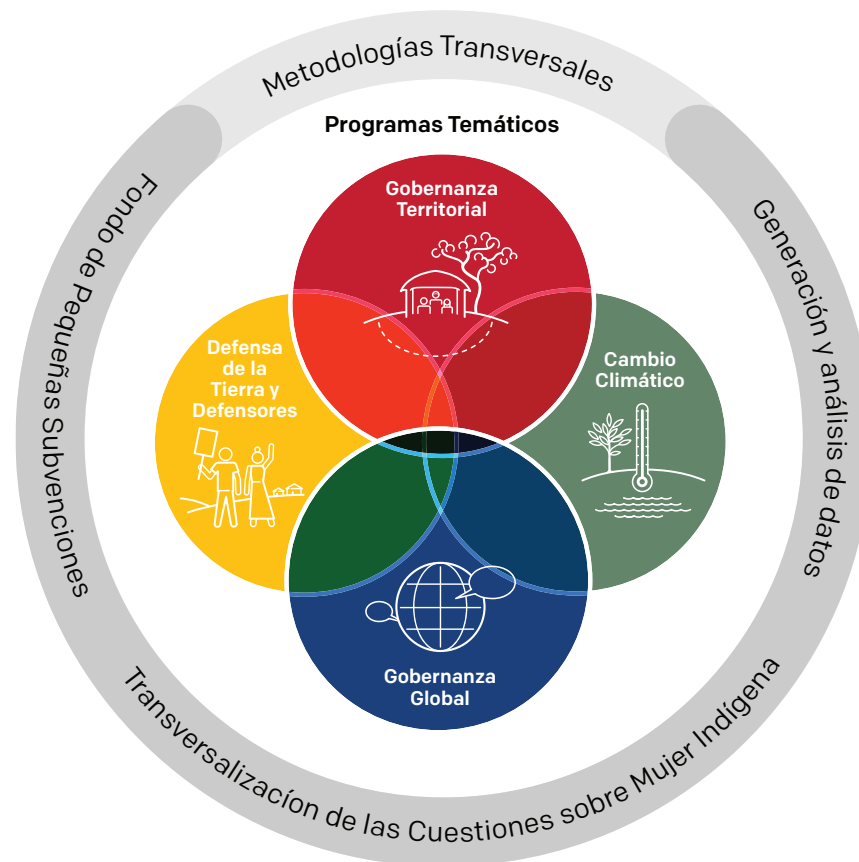 Metodologías Transversales
Programas Temáticos
Gobernanza
Territorial
Defensa
de la
Tierra y
Defensores
Cambio
Climático
Gobernanza
Global
Fondo de Pequeñas Subvenciones
Generación y análisis de datos
Transversalizacíon de las Cuestiones sobre Mujer Indígena